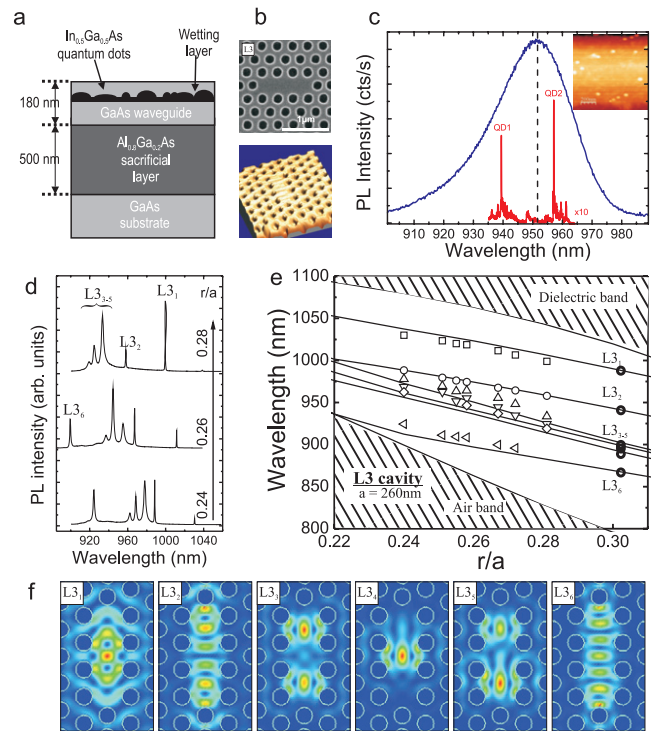 a
In0.5Ga0.5As
quantum dots
Wetting
layer
180 nm
GaAs waveguide
500 nm
Al0.8Ga0.2As
sacrificial
layer
GaAs
substrate
b
L3
1µm
c
PL Intensity (cts/s)
QD1
QD2
x10
910 930 950 970 990
Wavelength (nm)
d
L33-5
L31
r/a
L32
0.28
L36
0.26
0.24
PL intensity (arb. units)
920 960 1000 1040
Wavelength (nm)
e
1100
1050
1000
950
900
850
800
Wavelength (nm)
Dielectric band
L31
L32
L33-5
L36
L3 cavity
a = 260nm
Air band
0.22 0.24 0.26 0.28 0.30
r/a
f
L31 L32 L33 L34 L35 L36